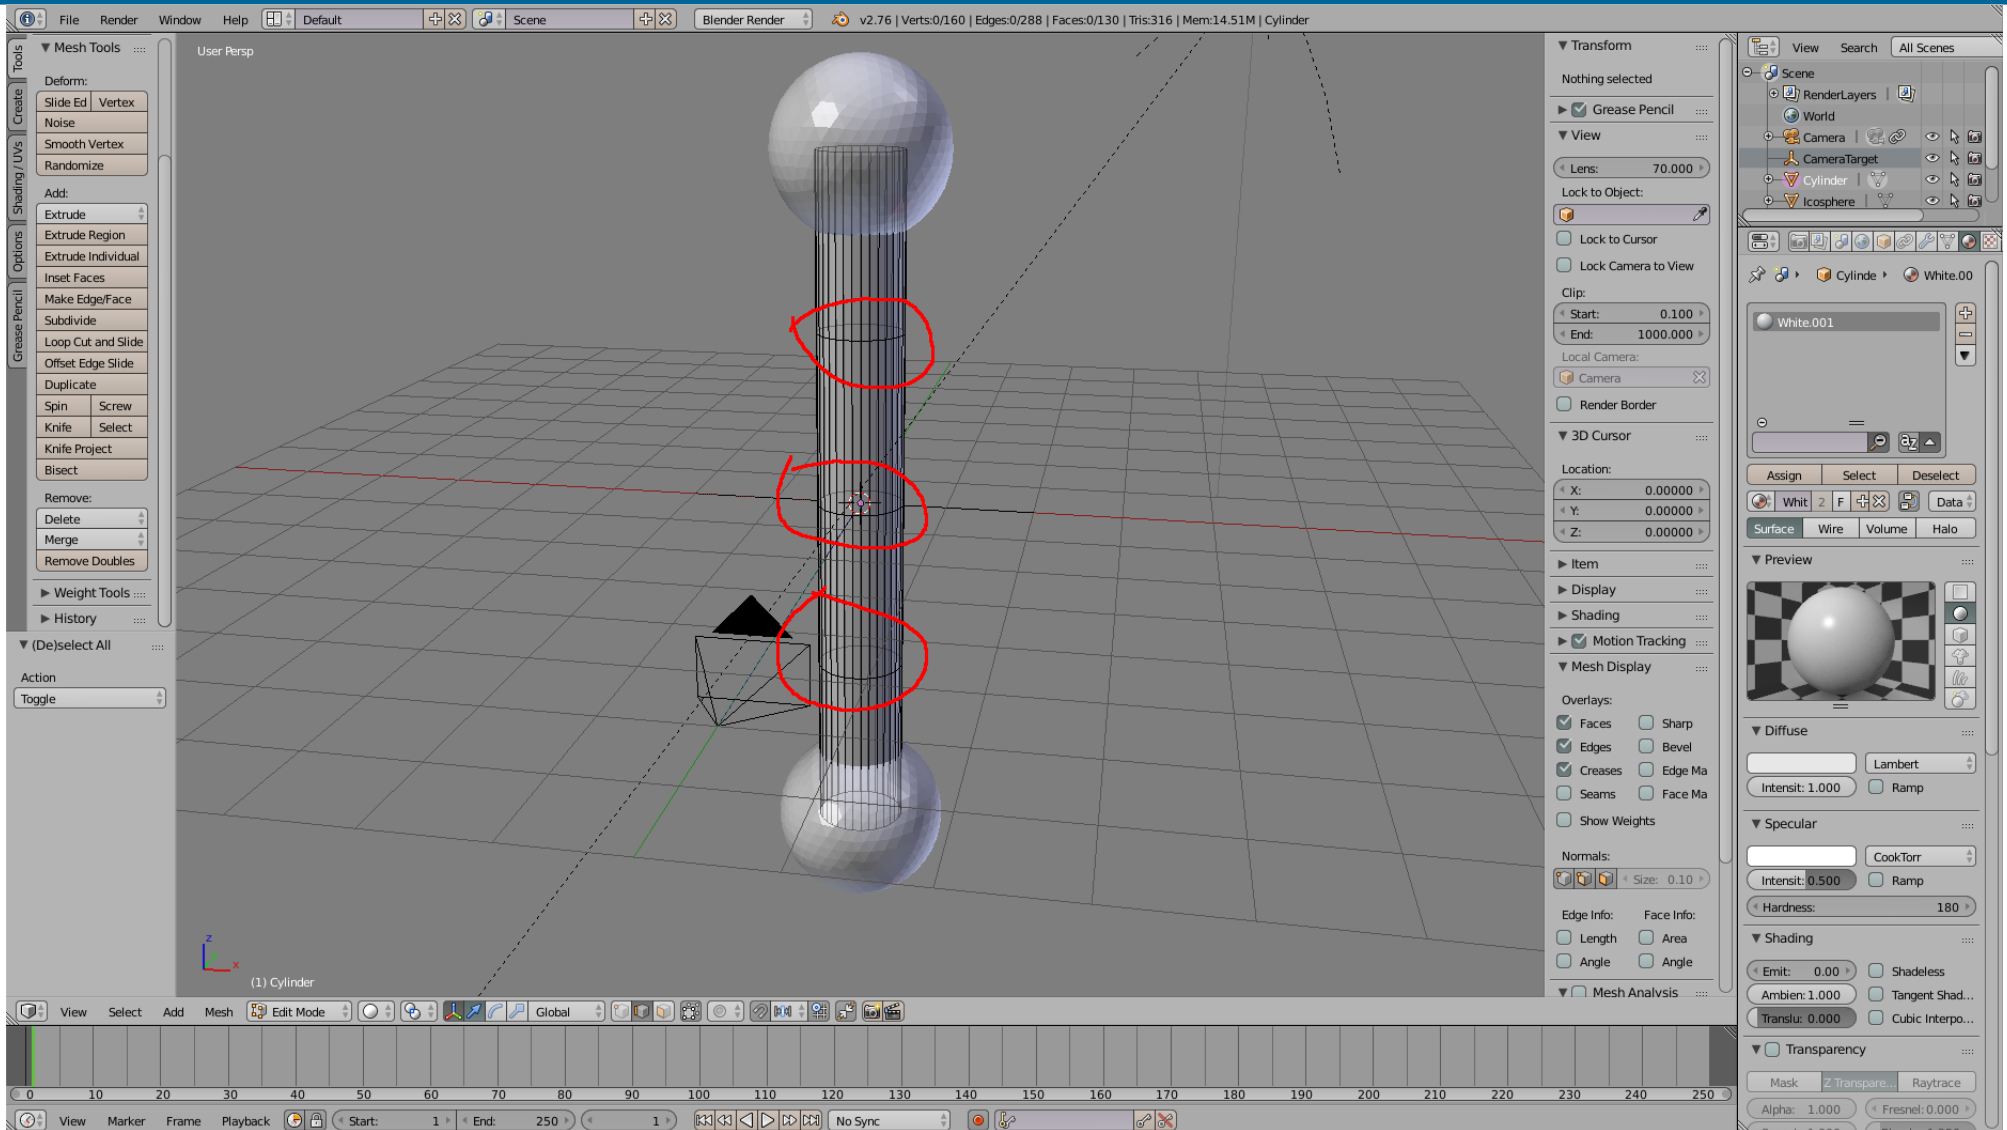 File Render Window Help Default Scene Blender Render v2.76 | Verts:0/160 | Edges:0/288 | Faces:0/130 | Tris:316 | Mem:14.51M | Cylinder
Tools
Create
Shading / UVs
Options
Grease Pencil
Mesh Tools
Deform:
Slide Ed Vertex
Noise
Smooth Vertex
Randomize
Add:
Extrude
Extrude Region
Extrude Individual
Inset Faces
Make Edge/Face
Subdivide
Loop Cut and Slide
Offset Edge Slide
Duplicate
Spin Screw
Knife Select
Knife Project
Bisect
Remove:
Delete
Merge
Remove Doubles
Weight Tools
History
(De)select All
Action
Toggle
User Persp
z
x
(1) Cylinder
Transform
Nothing selected
Grease Pencil
View
Lens: 70.000
Lock to Object:
Lock to Cursor
Lock Camera to View
Clip:
Start: 0.100
End: 1000.000
Local Camera:
Camera
Render Border
3D Cursor
Location:
X: 0.00000
Y: 0.00000
Z: 0.00000
Item
Display
Shading
Motion Tracking
Mesh Display
Overlays:
Faces Sharp
Edges Bevel
Creases Edge Ma
Seams Face Ma
Show Weights
Normals:
Size: 0.10
Edge Info: Face Info:
Length Area
Angle Angle
Mesh Analysis
View Search All Scenes
Scene
RenderLayers
World
Camera
CameraTarget
Cylinder
Icosphere
Cylinde White.00
White.001
Assign Select Deselect
Whit 2 F Data
Surface Wire Volume Halo
Preview
Diffuse
Lambert
Intensit: 1.000 Ramp
Specular
CookTorr
Intensit: 0.500 Ramp
Hardness: 180
Shading
Emit: 0.00 Shadeless
Ambien: 1.000 Tangent Shad...
Translu: 0.000 Cubic Interpo...
Transparency
Mask Z Transpare... Raytrace
Alpha: 1.000 Fresnel: 0.000
View Select Add Mesh Edit Mode Global
0 10 20 30 40 50 60 70 80 90 100 110 120 130 140 150 160 170 180 190 200 210 220 230 240 250
View Marker Frame Playback Start: 1 End: 250 1 No Sync